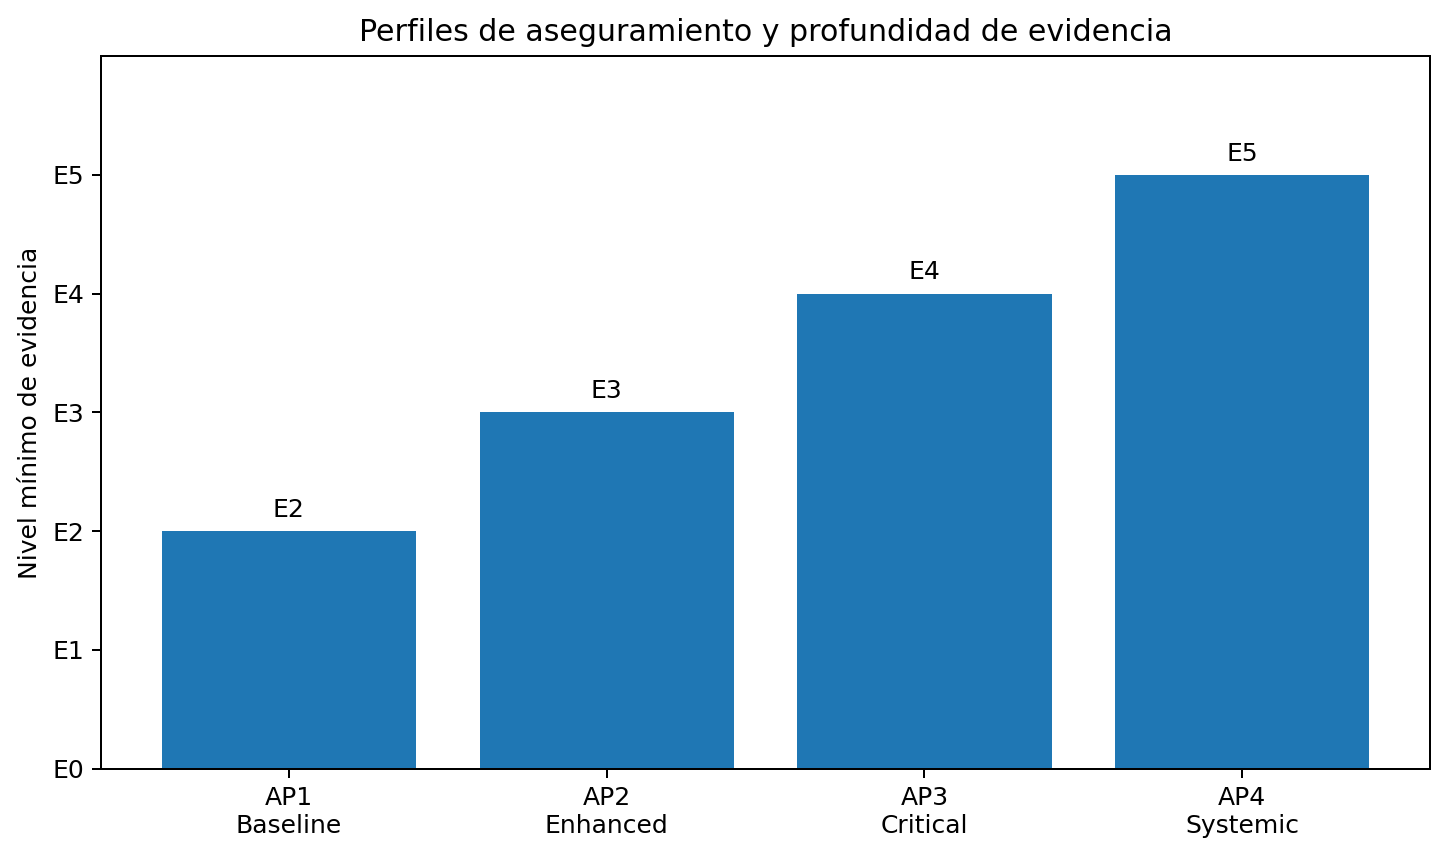 Perfiles de aseguramiento y profundidad de evidencia
Nivel mínimo de evidencia
E5
E4
E3
E2
E1
E0
E2
E3
E4
E5
AP1
Baseline
AP2
Enhanced
AP3
Critical
AP4
Systemic